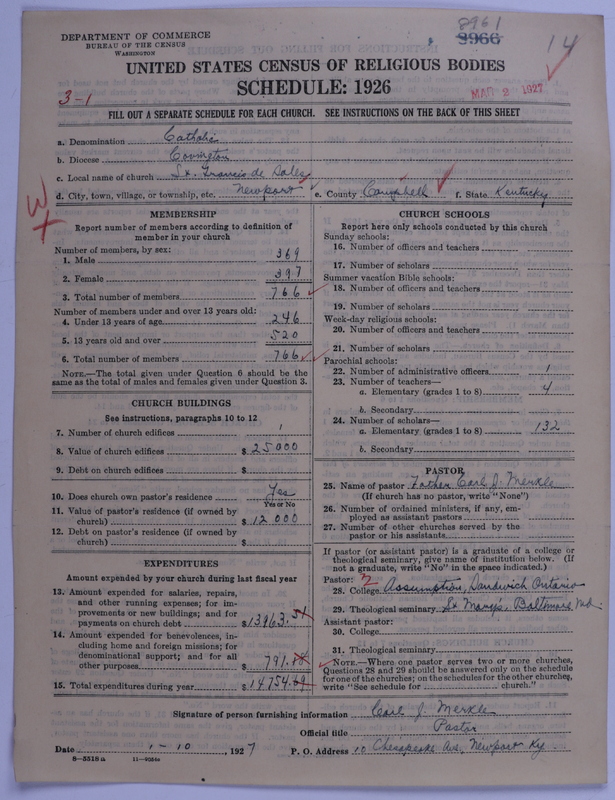 8961
3966
14
DEPARTMENT OF COMMERCE
BUREAU OF THE CENSUS
WASHINGTON
UNITED STATES CENSUS OF RELIGIOUS BODIES
SCHEDULE: 1926
3-1
MAR 2 1927
FILL OUT A SEPARATE SCHEDULE FOR EACH CHURCH. SEE INSTRUCTIONS ON THE BACK OF THIS SHEET
a. Denomination Catholic
b. Diocese Covington
c. Local name of church St. Francis de Sales
d. City, town, village, or township, etc. Newport e. County Campbell f. State Kentucky
MEMBERSHIP
Report number of members according to definition of
member in your church
Number of members, by sex:
1. Male 369
2. Female 397
3. Total number of members 766
Number of members under and over 13 years old:
4. Under 13 years of age 246
5. 13 years old and over 520
6. Total number of members 766
NOTE.—The total given under Question 6 should be
same as the total of males and females given under Question 3.
CHURCH BUILDINGS
See instructions, paragraphs 10 to 12
7. Number of church edifices 1
8. Value of church edifices $ 25000
9. Debt on church edifices $
10. Does church own pastor's residence Yes
Yes or No
11. Value of pastor's residence (if owned by
church) $ 12000
12. Debt on pastor's residence (if owned by
church) $
EXPENDITURES
Amount expended by your church during last fiscal year
13. Amount expended for salaries, repairs,
and other running expenses; for im-
provements or new buildings; and for
payments on church debt $ 13963.51
14. Amount expended for benevolences, in-
cluding home and foreign missions; for
denominational support; and for all
other purposes 791.
15. Total expenditures during year $ 14754.
CHURCH SCHOOLS
Report here only schools conducted by this church
Sunday schools:
16. Number of officers and teachers
17. Number of scholars
Summer vacation Bible schools:
18. Number of officers and teachers
19. Number of scholars
Week-day religious schools:
20. Number of officers and teachers
21. Number of scholars
Parochial schools:
22. Number of administrative officers 1
23. Number of teachers—
a. Elementary (grades 1 to 8) 4
b. Secondary
24. Number of scholars—
a. Elementary (grades 1 to 8) 132
b. Secondary
PASTOR
25. Name of pastor Father Carl J. Merkle
(If church has no pastor, write "None")
26. Number of ordained ministers, if any, em-
ployed as assistant pastors
27. Number of other churches served by the
pastor or his assistants
If pastor (or assistant pastor) is a graduate of a college or
theological seminary, give name of institution below. (If
not a graduate, write "No" in the space indicated.)
Pastor: 2
28. College Assumption, Sandwich Ontario
29. Theological seminary St Marys, Baltimore Md.
Assistant pastor:
30. College
31. Theological seminary
NOTE.—Where one pastor serves two or more churches,
Questions 28 and 29 should be answered only on the schedule
for one of the churches; on the schedules for the other churches,
write "See schedule for church."
Signature of person furnishing information Carl J. Merkle
Official title Pastor
Date 1-10, 1927 P. O. Address 10 Chesapeake Av., Newport Ky.
8—5518 a 11—9254a